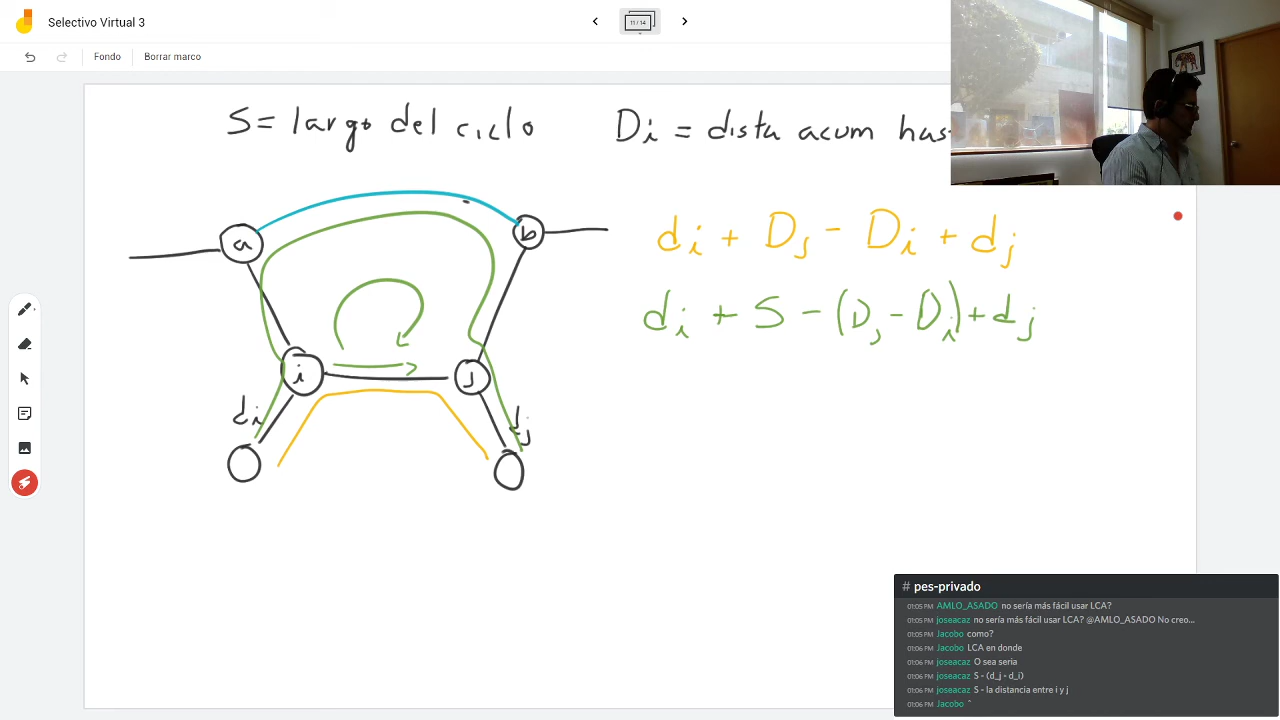 Selectivo Virtual 3
11 / 14
Fondo
Borrar marco
S = largo del ciclo
Di = dista acum has
a
b
di + Dj - Di + dj
di + S - (Dj - Di) + dj
i
j
di
dj
# pes-privado
01:05 PM AMLO_ASADO no sería más fácil usar LCA?
01:05 PM joseacaz no sería más fácil usar LCA? @AMLO_ASADO No creo...
01:05 PM Jacobo como?
01:06 PM Jacobo LCA en donde
01:06 PM joseacaz O sea seria
01:06 PM joseacaz S - (d_j - d_i)
01:06 PM joseacaz S - la distancia entre i y j
01:06 PM Jacobo ^